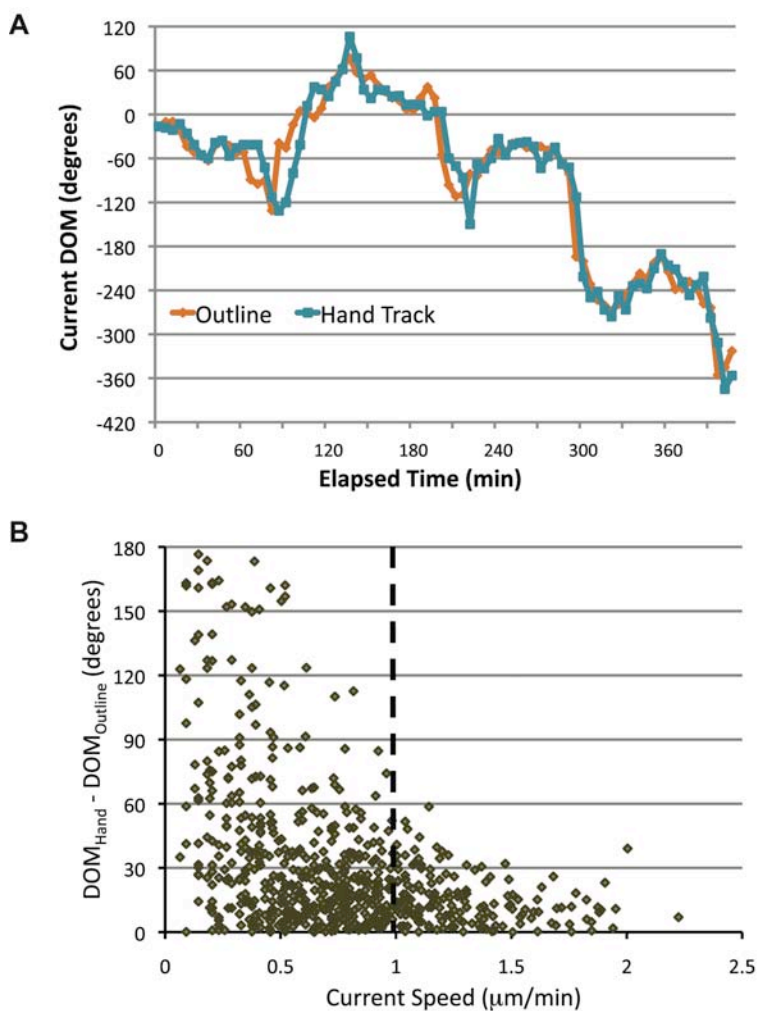 A
120
60
0
-60
-120
-180
-240
-300
-360
-420
Current DOM (degrees)
Outline Hand Track
0 60 120 180 240 300 360
Elapsed Time (min)
B
180
150
120
90
60
30
0
DOMHand - DOMOutline (degrees)
0 0.5 1 1.5 2 2.5
Current Speed (μm/min)